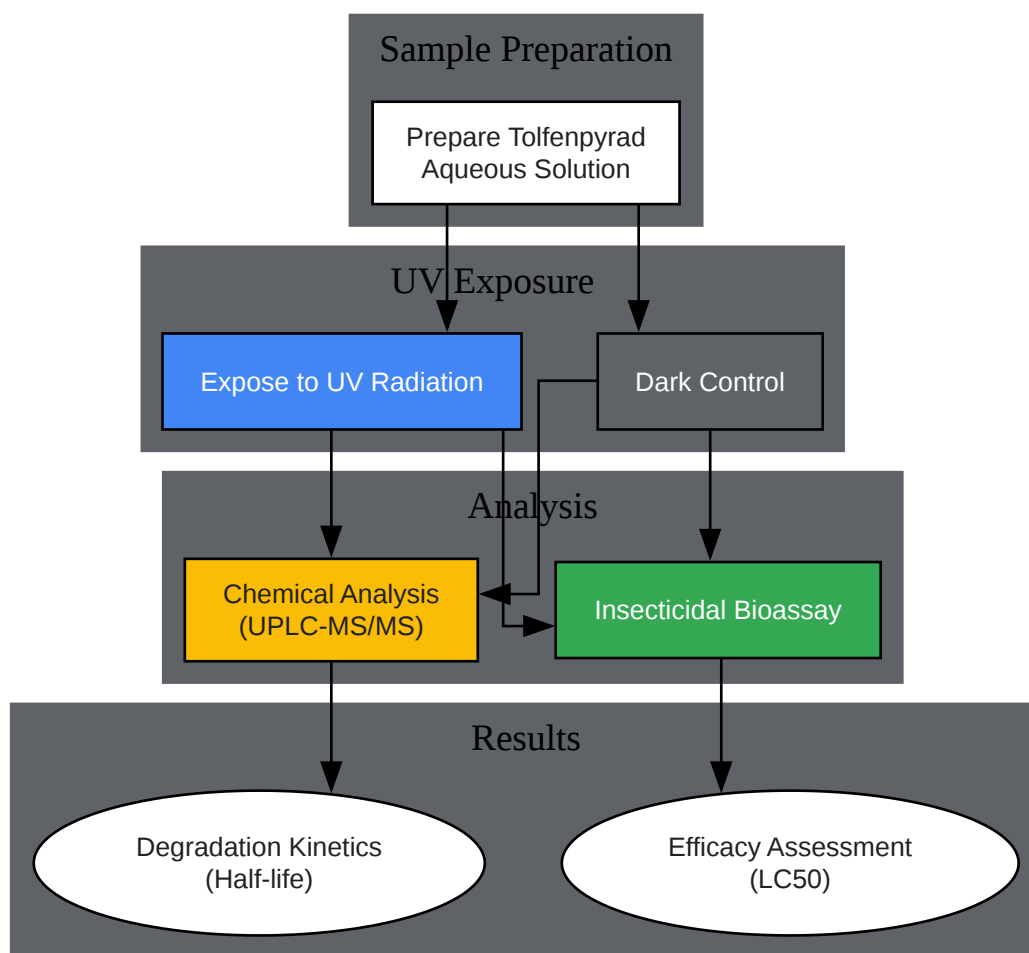 Sample Preparation
Prepare Tolfenpyrad
Aqueous Solution
UV Exposure
Expose to UV Radiation
Dark Control
Analysis
Chemical Analysis
(UPLC-MS/MS)
Insecticidal Bioassay
Results
Degradation Kinetics
(Half-life)
Efficacy Assessment
(LC50)